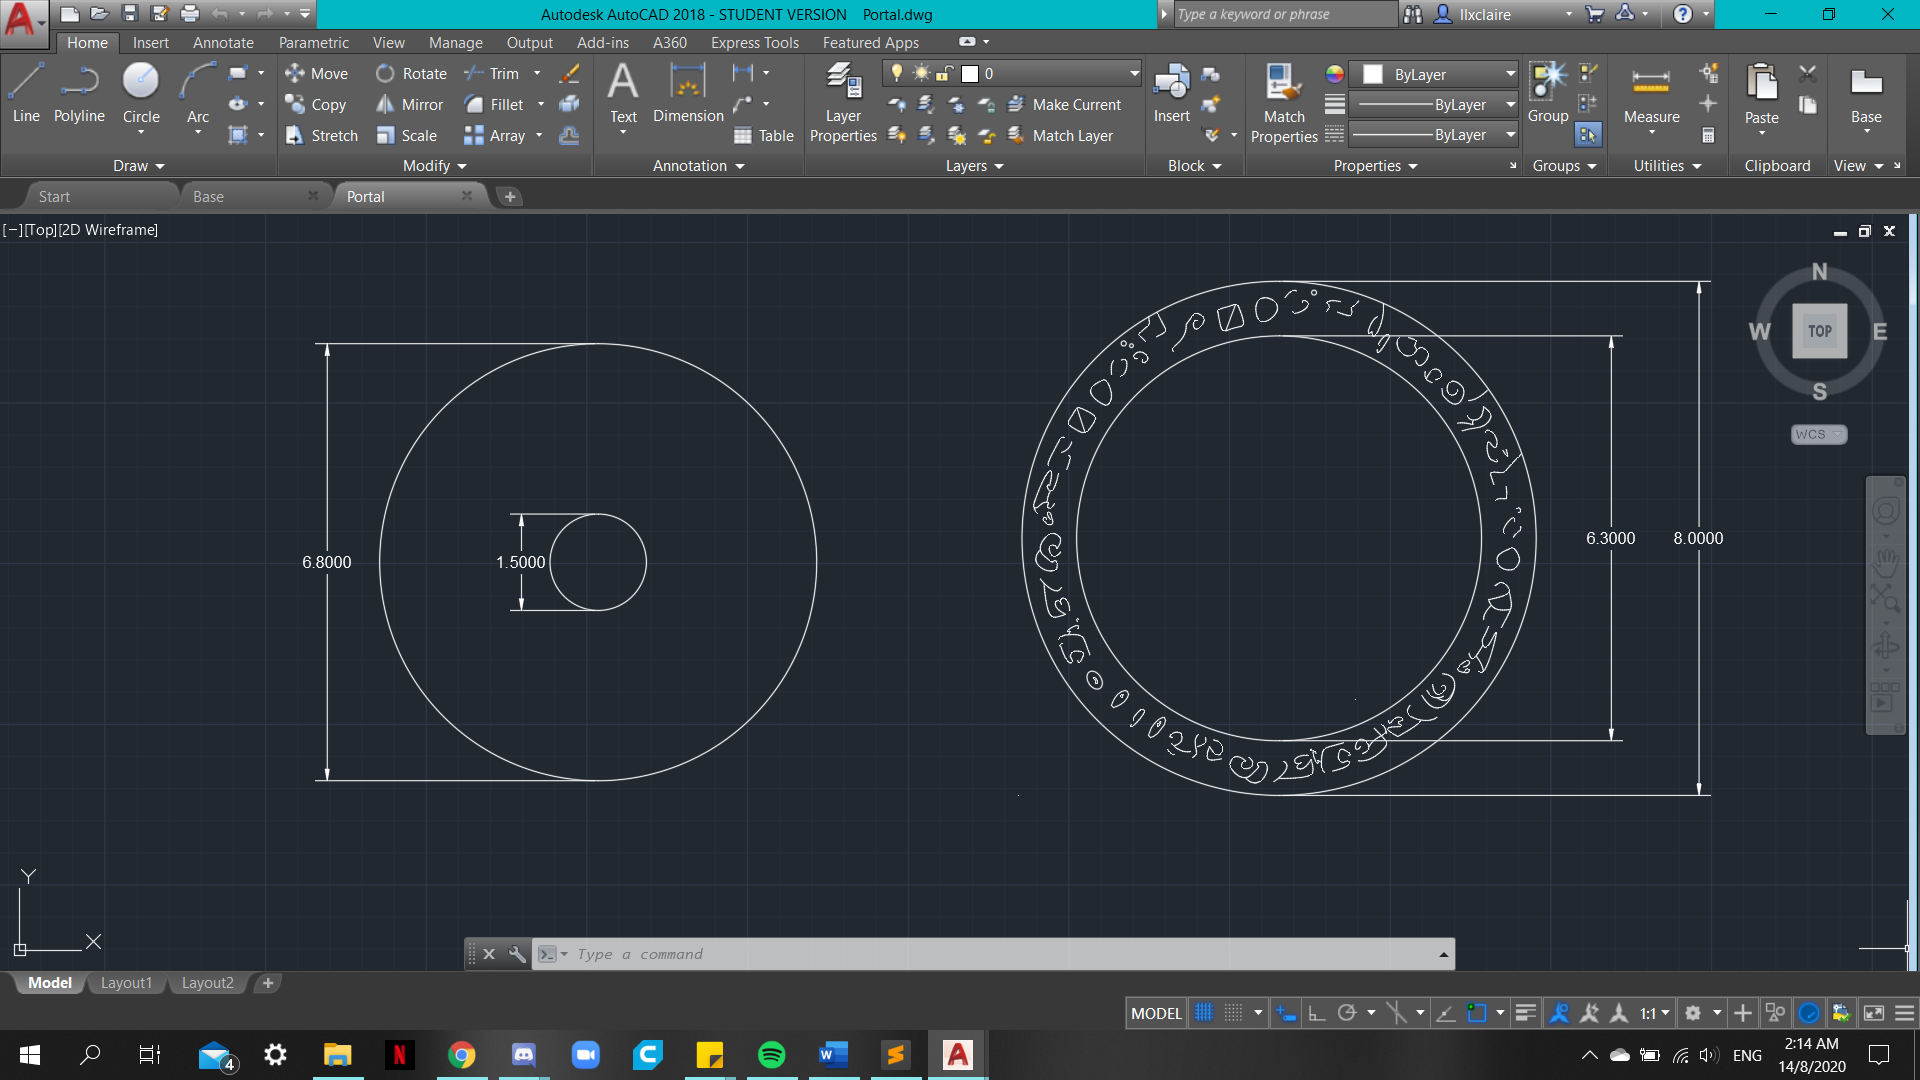 Autodesk AutoCAD 2018 - STUDENT VERSION Portal.dwg
Type a keyword or phrase
llxclaire
Home Insert Annotate Parametric View Manage Output Add-ins A360 Express Tools Featured Apps
Line Polyline Circle Arc
Draw
Move Rotate Trim
Copy Mirror Fillet
Stretch Scale Array
Modify
Text Dimension Table
Annotation
Layer Properties
0
Make Current
Match Layer
Layers
Insert
Block
Match Properties
ByLayer
ByLayer
ByLayer
Properties
Group
Groups
Measure
Utilities
Paste
Clipboard
Base
View
Start Base Portal
[−][Top][2D Wireframe]
N
W TOP E
S
WCS
6.8000 1.5000 6.3000 8.0000
Y
X
Type a command
Model Layout1 Layout2
MODEL 1:1
4
N
W
A
ENG
2:14 AM
14/8/2020